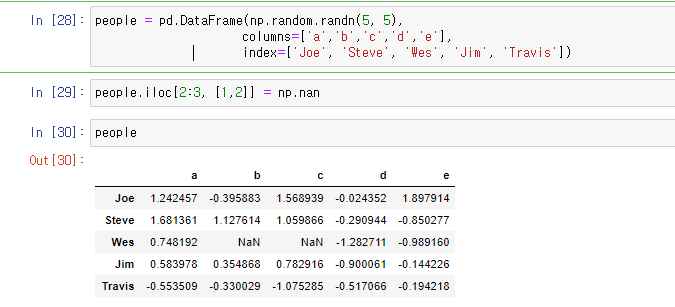 In [28]: people = pd.DataFrame(np.random.randn(5, 5),
columns=['a','b','c','d','e'],
index=['Joe', 'Steve', 'Wes', 'Jim', 'Travis'])
In [29]: people.iloc[2:3, [1,2]] = np.nan
In [30]: people
Out[30]:
a b c d e
Joe 1.242457 -0.395883 1.568939 -0.024352 1.897914
Steve 1.681361 1.127614 1.059866 -0.290944 -0.850277
Wes 0.748192 NaN NaN -1.282711 -0.989160
Jim 0.583978 0.354868 0.782916 -0.900061 -0.144226
Travis -0.553509 -0.330029 -1.075285 -0.517066 -0.194218